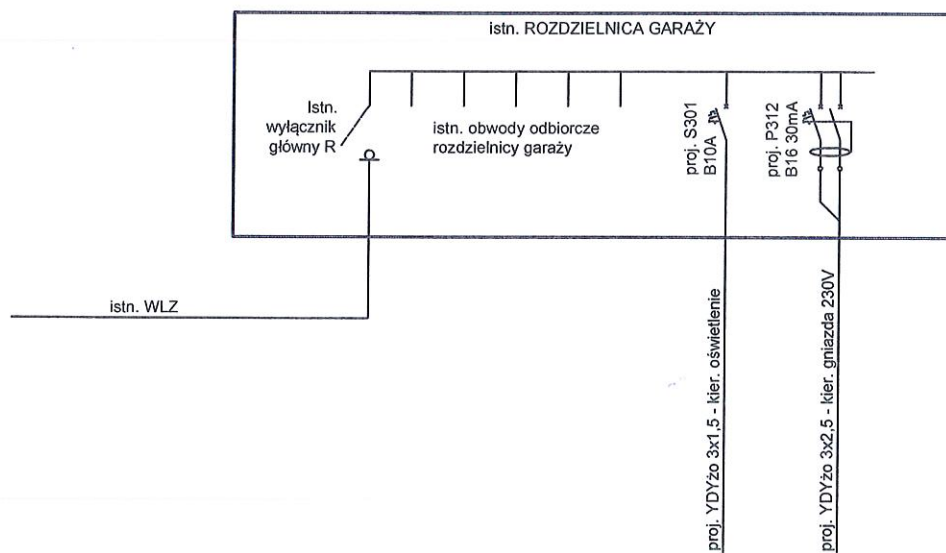 istn. ROZDZIELNICA GARAŻY
Istn.
wyłącznik
główny R
istn. obwody odbiorcze
rozdzielnicy garaży
proj. S301
B10A
proj. P312
B16 30mA
istn. WLZ
proj. YDYżo 3x1,5 - kier. oświetlenie
proj. YDYżo 3x2,5 - kier. gniazda 230V